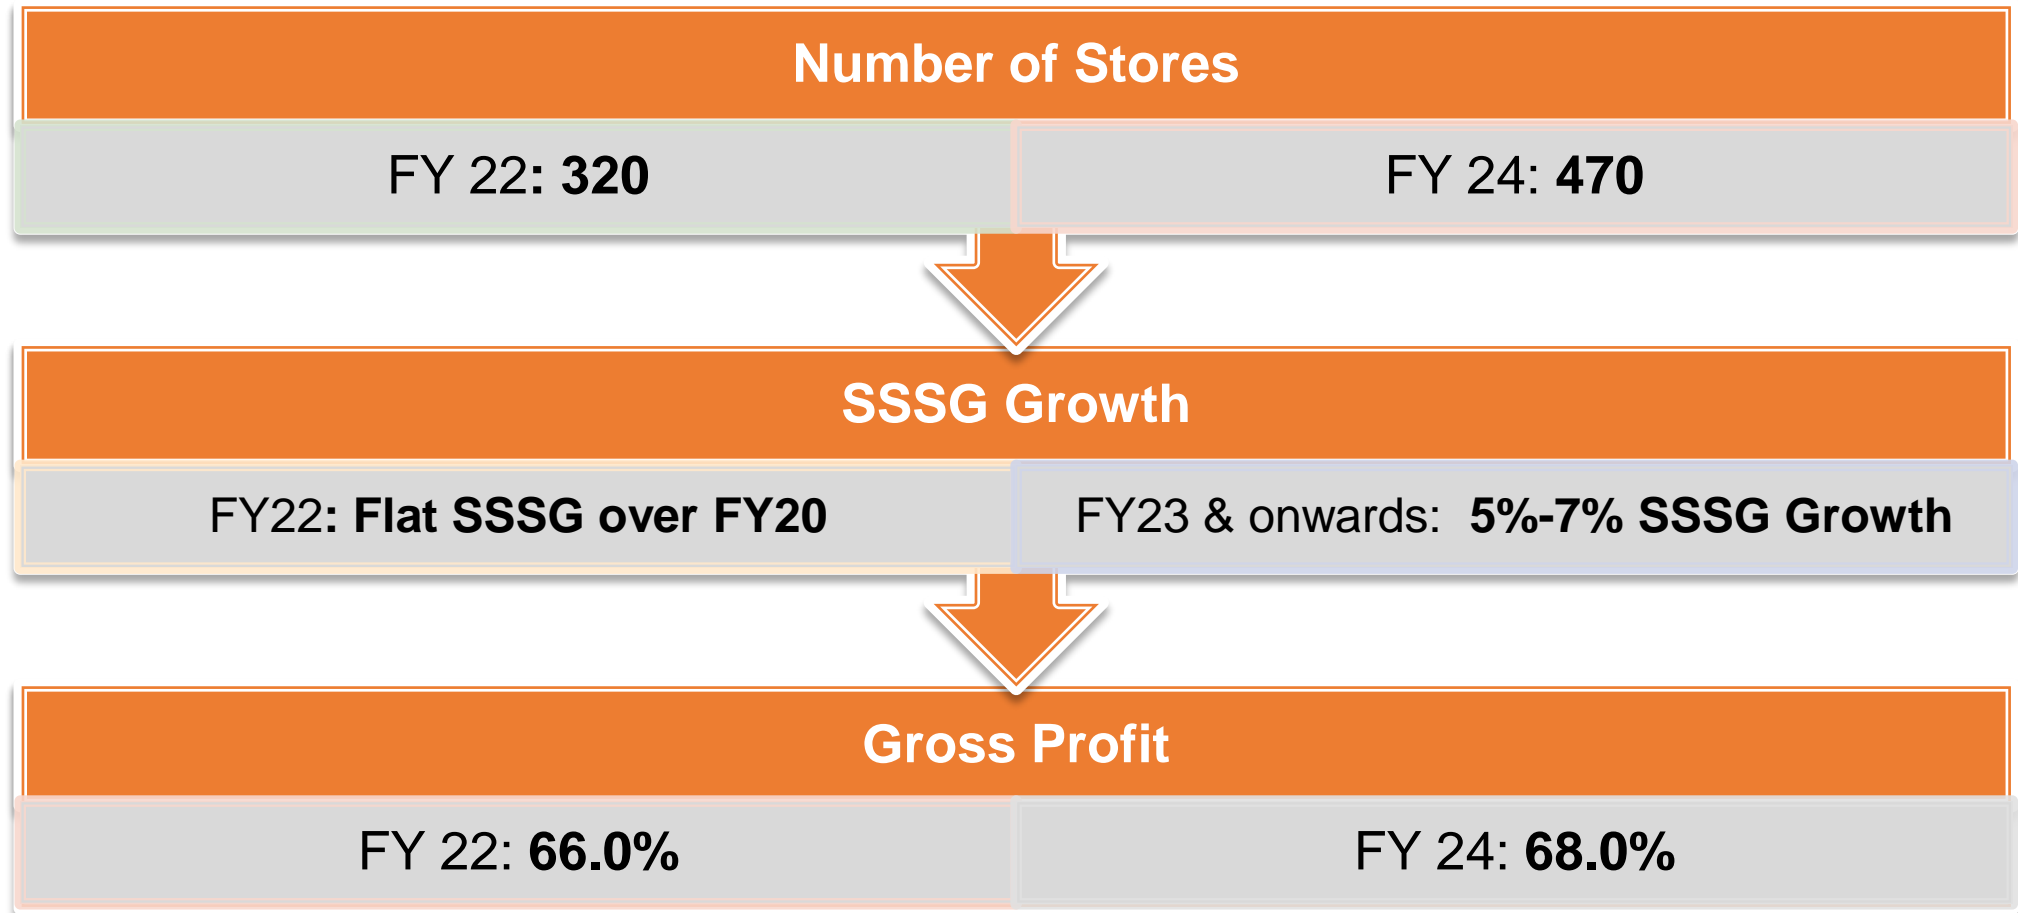 Number of Stores
FY 22: 320
FY 24: 470
SSSG Growth
FY22: Flat SSSG over FY20
FY23 & onwards:  5%-7% SSSG Growth
Gross Profit
FY 22: 66.0%
FY 24: 68.0%